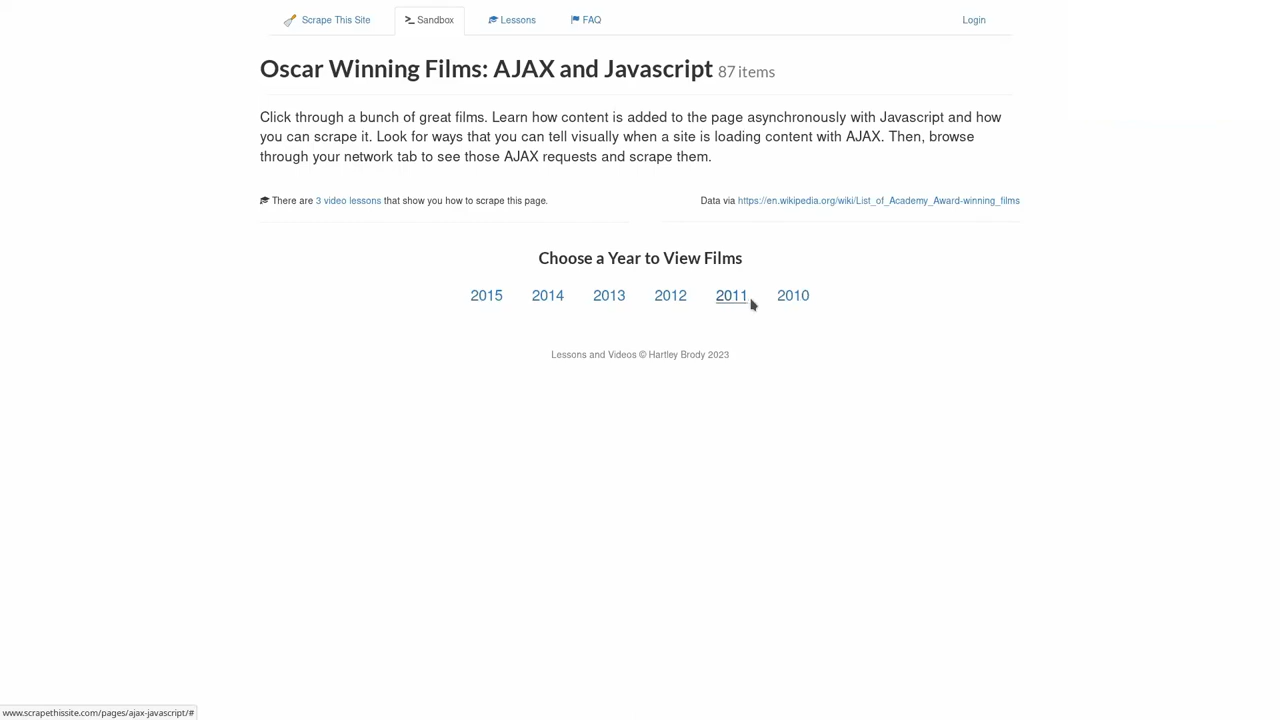 Scrape This Site
Sandbox
Lessons
FAQ
Login
Oscar Winning Films: AJAX and Javascript 87 items
Click through a bunch of great films. Learn how content is added to the page asynchronously with Javascript and how
you can scrape it. Look for ways that you can tell visually when a site is loading content with AJAX. Then, browse
through your network tab to see those AJAX requests and scrape them.
There are 3 video lessons that show you how to scrape this page.
Data via https://en.wikipedia.org/wiki/List_of_Academy_Award-winning_films
Choose a Year to View Films
2015 2014 2013 2012 2011 2010
Lessons and Videos © Hartley Brody 2023
www.scrapethissite.com/pages/ajax-javascript/#